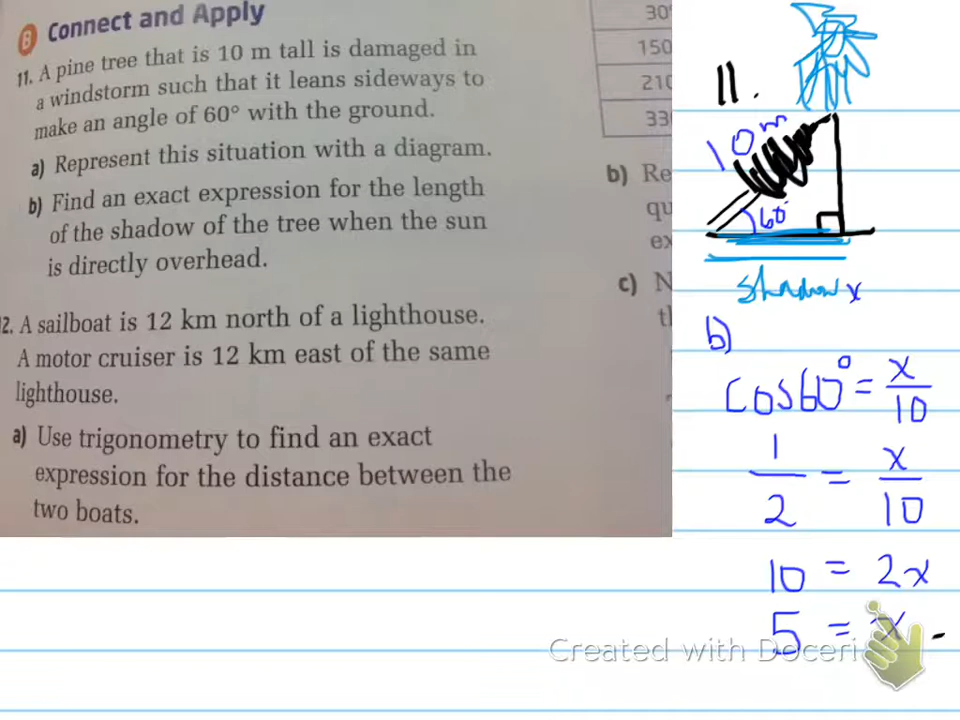 B Connect and Apply
11. A pine tree that is 10 m tall is damaged in
a windstorm such that it leans sideways to
make an angle of 60° with the ground.
a) Represent this situation with a diagram.
b) Find an exact expression for the length
of the shadow of the tree when the sun
is directly overhead.
2. A sailboat is 12 km north of a lighthouse.
A motor cruiser is 12 km east of the same
lighthouse.
a) Use trigonometry to find an exact
expression for the distance between the
two boats.
30°
150
210
330
b) Re
qu
ex
c) N
th
11.
10m
60°
Shadow x
b)
cos60° = x/10
1/2 = x/10
10 = 2x
5 = x
Created with Doceri